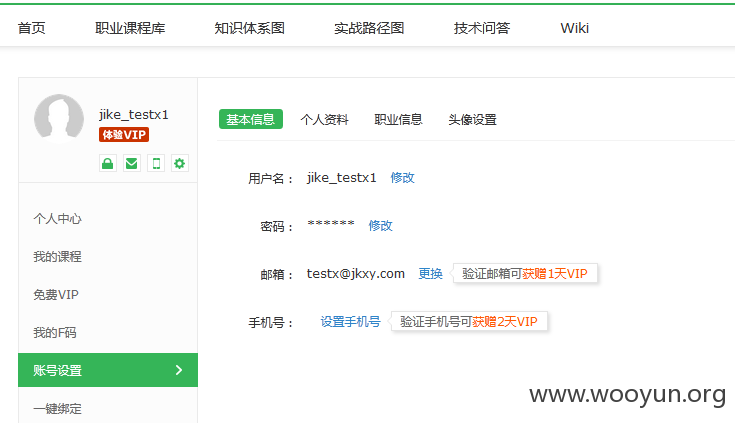 首页 职业课程库 知识体系图 实战路径图 技术问答 Wiki
jike_testx1
体验VIP
个人中心
我的课程
免费VIP
我的F码
账号设置
一键绑定
基本信息 个人资料 职业信息 头像设置
用户名： jike_testx1 修改
密码： ****** 修改
邮箱： testx@jkxy.com 更换 验证邮箱可获赠1天VIP
手机号： 设置手机号 验证手机号可获赠2天VIP
www.wooyun.org